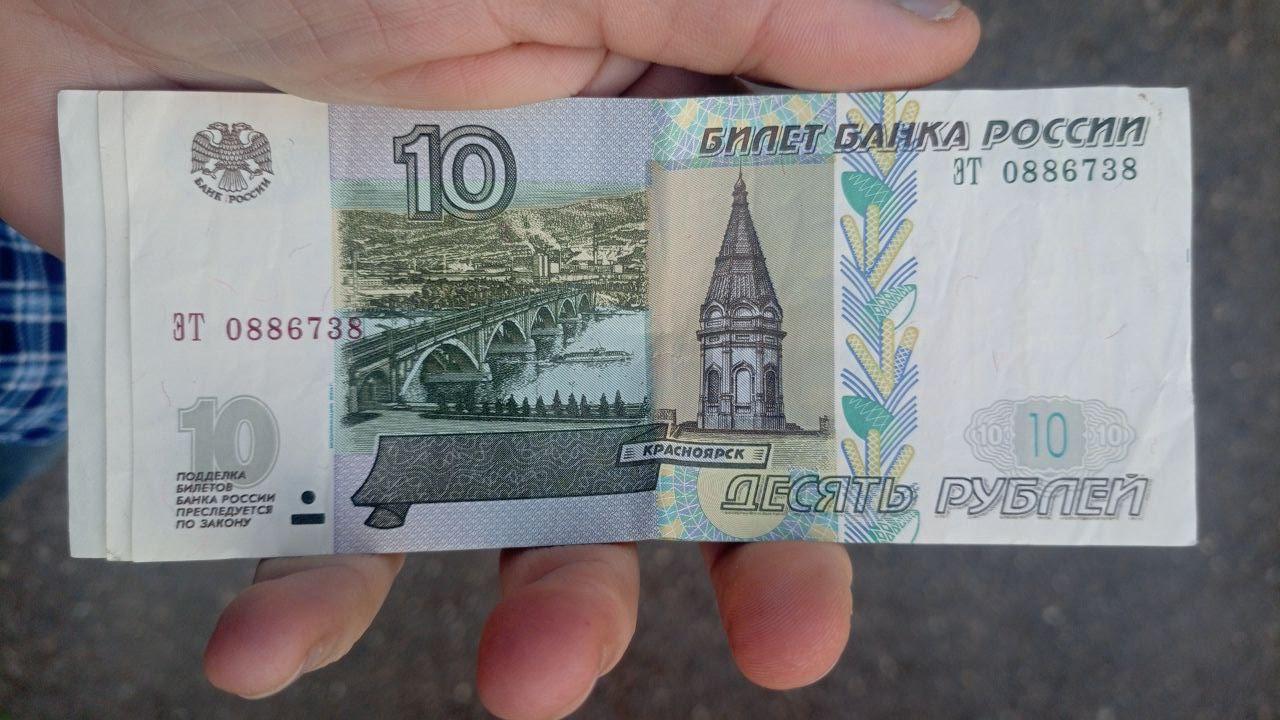 БАНК РОССИИ
10
БИЛЕТ БАНКА РОССИИ
ЭТ 0886738
ЭТ 0886738
10
ПОДДЕЛКА
БИЛЕТОВ
БАНКА РОССИИ
ПРЕСЛЕДУЕТСЯ
ПО ЗАКОНУ
КРАСНОЯРСК
10 10 10
ДЕСЯТЬ РУБЛЕЙ